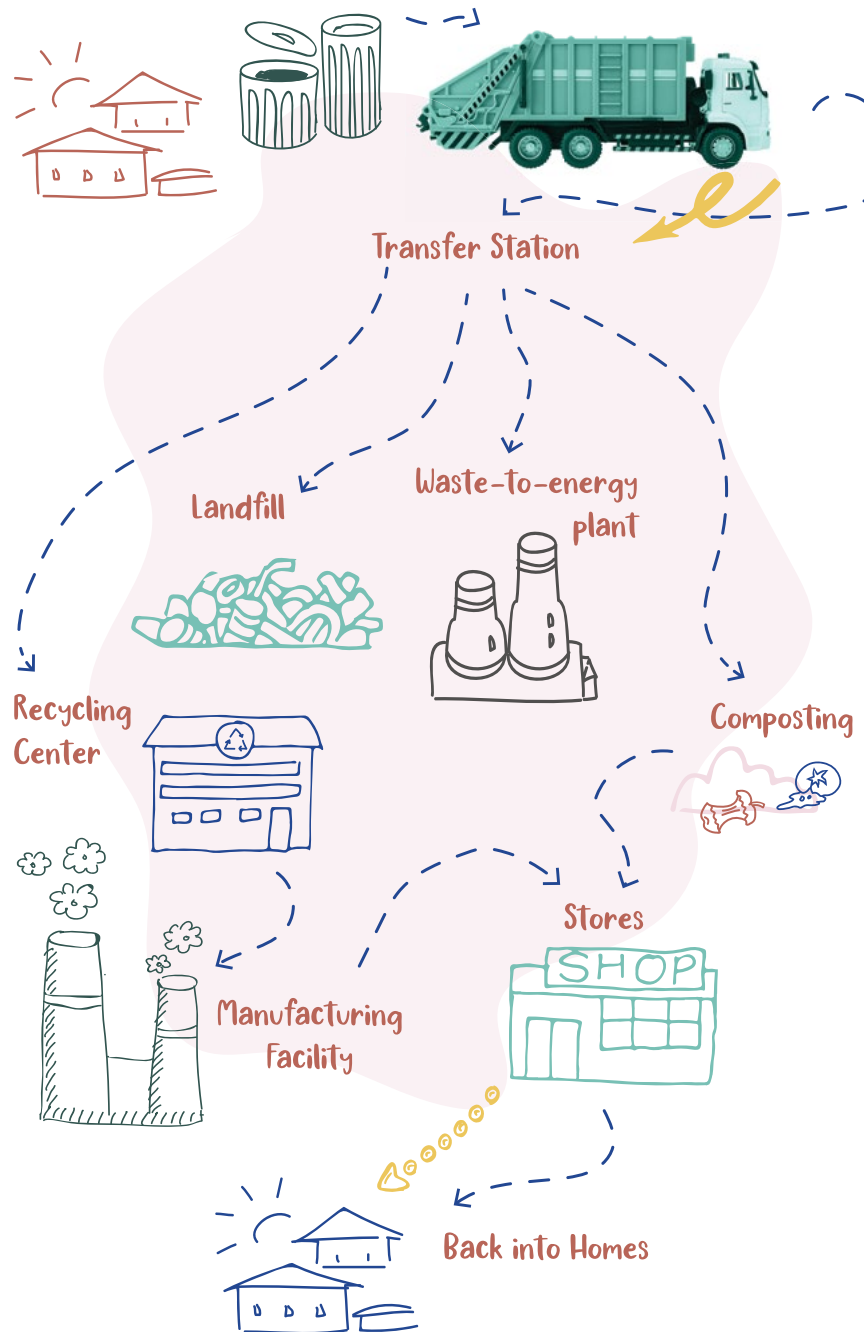 Transfer Station
Landfill
Waste-to-energy
plant
Recycling
Center
Composting
Stores
SHOP
Manufacturing
Facility
Back into Homes